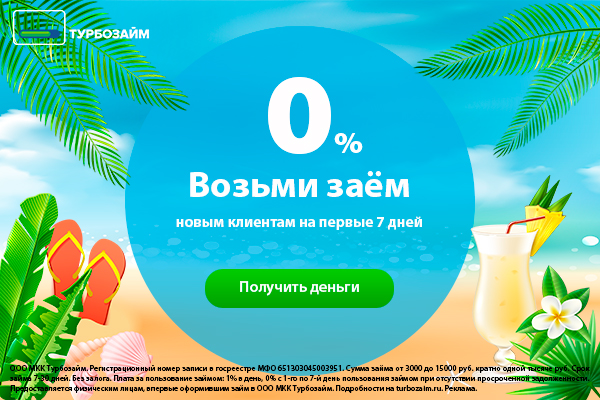 ТУРБОЗАЙМ
0%
Возьми заём
новым клиентам на первые 7 дней
Получить деньги
ООО МКК Турбозайм. Регистрационный номер записи в госреестре МФО 651303045003951. Сумма займа от 3000 до 15000 руб. кратно одной тысяче руб. Срок
займа 7-30 дней. Без залога. Плата за пользование займом: 1% в день, 0% с 1-го по 7-й день пользования займом при отсутствии просроченной задолженности.
Предоставляется физическим лицам, впервые оформившим займ в ООО МКК Турбозайм. Подробности на turbozaim.ru. Реклама.